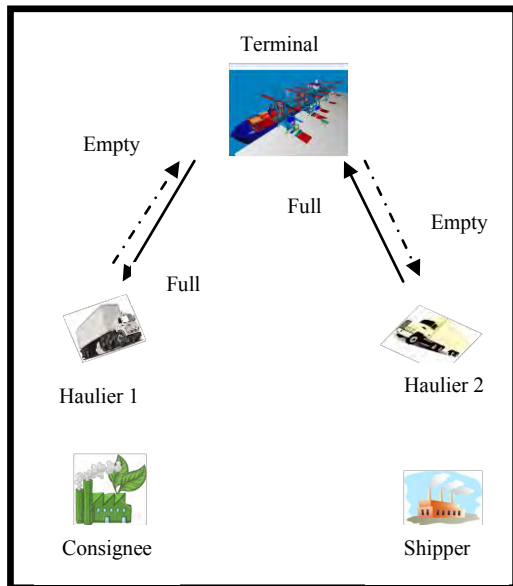 Terminal
Empty
Full
Empty
Full
Haulier 1
Haulier 2
Consignee
Shipper